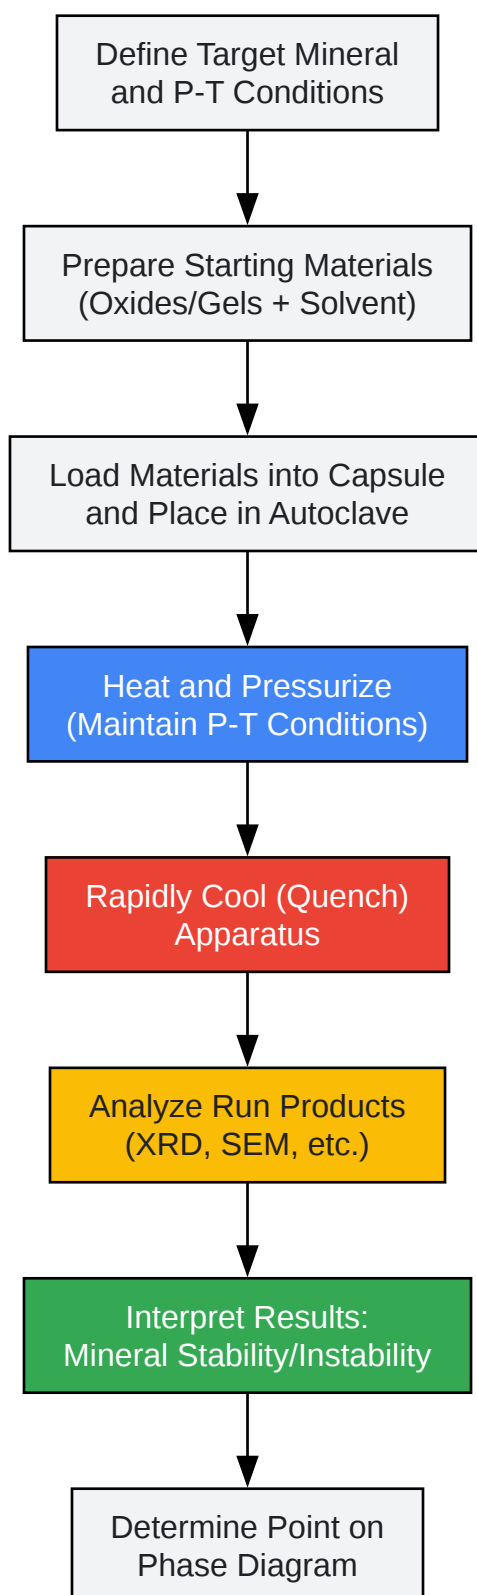 Define Target Mineral
and P-T Conditions
Prepare Starting Materials
(Oxides/Gels + Solvent)
Load Materials into Capsule
and Place in Autoclave
Heat and Pressurize
(Maintain P-T Conditions)
Rapidly Cool (Quench)
Apparatus
Analyze Run Products
(XRD, SEM, etc.)
Interpret Results:
Mineral Stability/Instability
Determine Point on
Phase Diagram